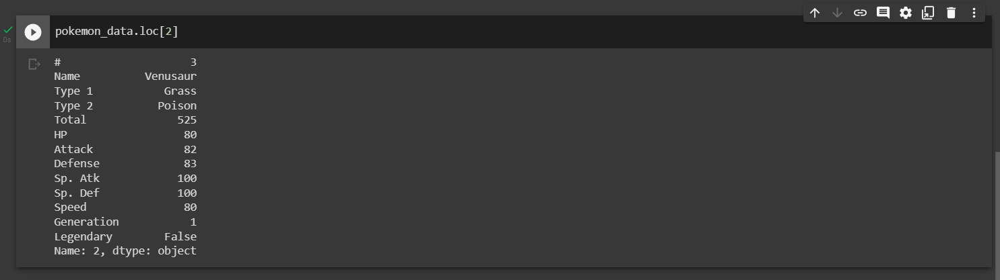 pokemon_data.loc[2]
0s
# 3
Name Venusaur
Type 1 Grass
Type 2 Poison
Total 525
HP 80
Attack 82
Defense 83
Sp. Atk 100
Sp. Def 100
Speed 80
Generation 1
Legendary False
Name: 2, dtype: object